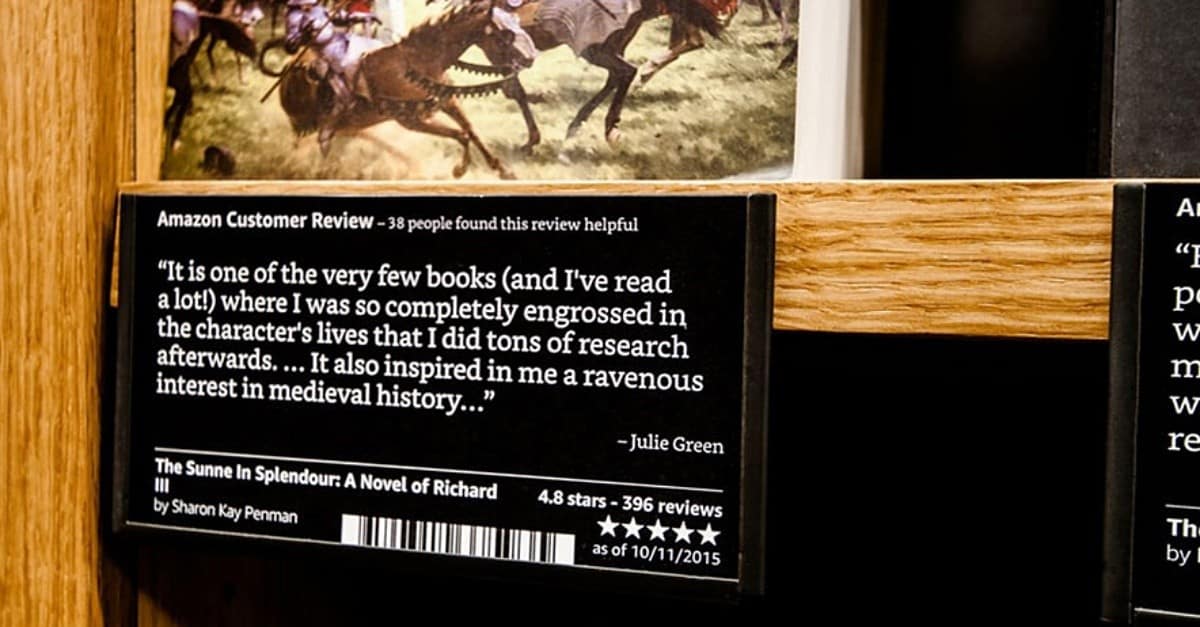 Amazon Customer Review – 38 people found this review helpful
“It is one of the very few books (and I've read
a lot!) where I was so completely engrossed in
the character's lives that I did tons of research
afterwards. ... It also inspired in me a ravenous
interest in medieval history...”
– Julie Green
The Sunne In Splendour: A Novel of Richard
III
by Sharon Kay Penman
4.8 stars – 396 reviews
as of 10/11/2015
by